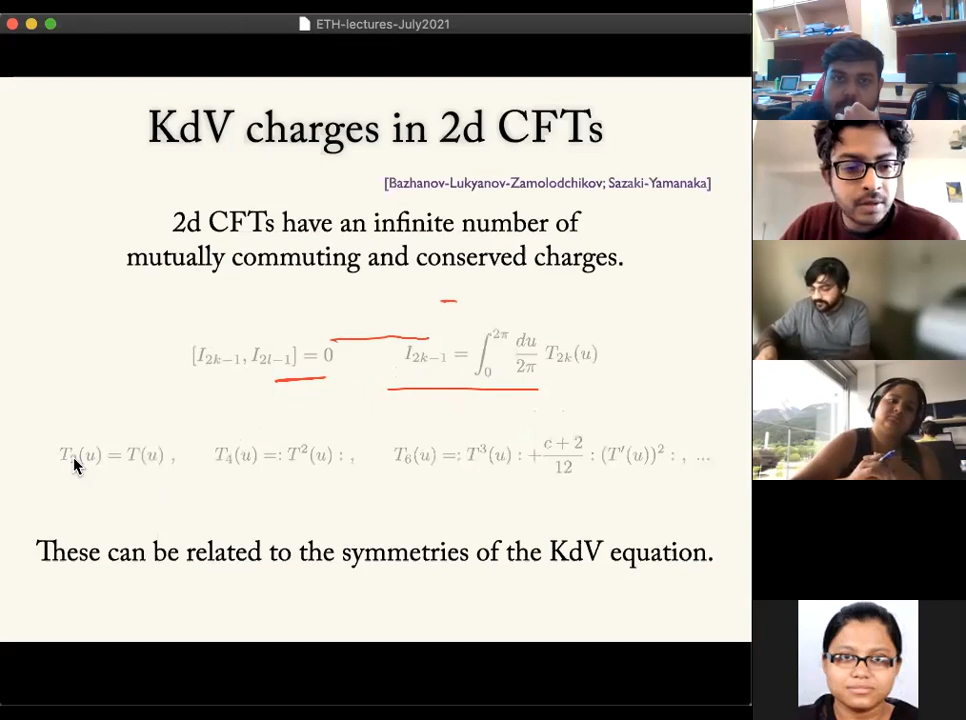 ETH-lectures-July2021
KdV charges in 2d CFTs
[Bazhanov-Lukyanov-Zamolodchikov; Sazaki-Yamanaka]
2d CFTs have an infinite number of
mutually commuting and conserved charges.
[I_{2k−1}, I_{2l−1}] = 0    I_{2k−1} = ∫_0^{2π} \frac{du}{2π} T_{2k}(u)
T_2(u) = T(u) ,    T_4(u) =: T^2(u) : ,    T_6(u) =: T^3(u) : + \frac{c+2}{12} : (T′(u))^2 : , ...
These can be related to the symmetries of the KdV equation.